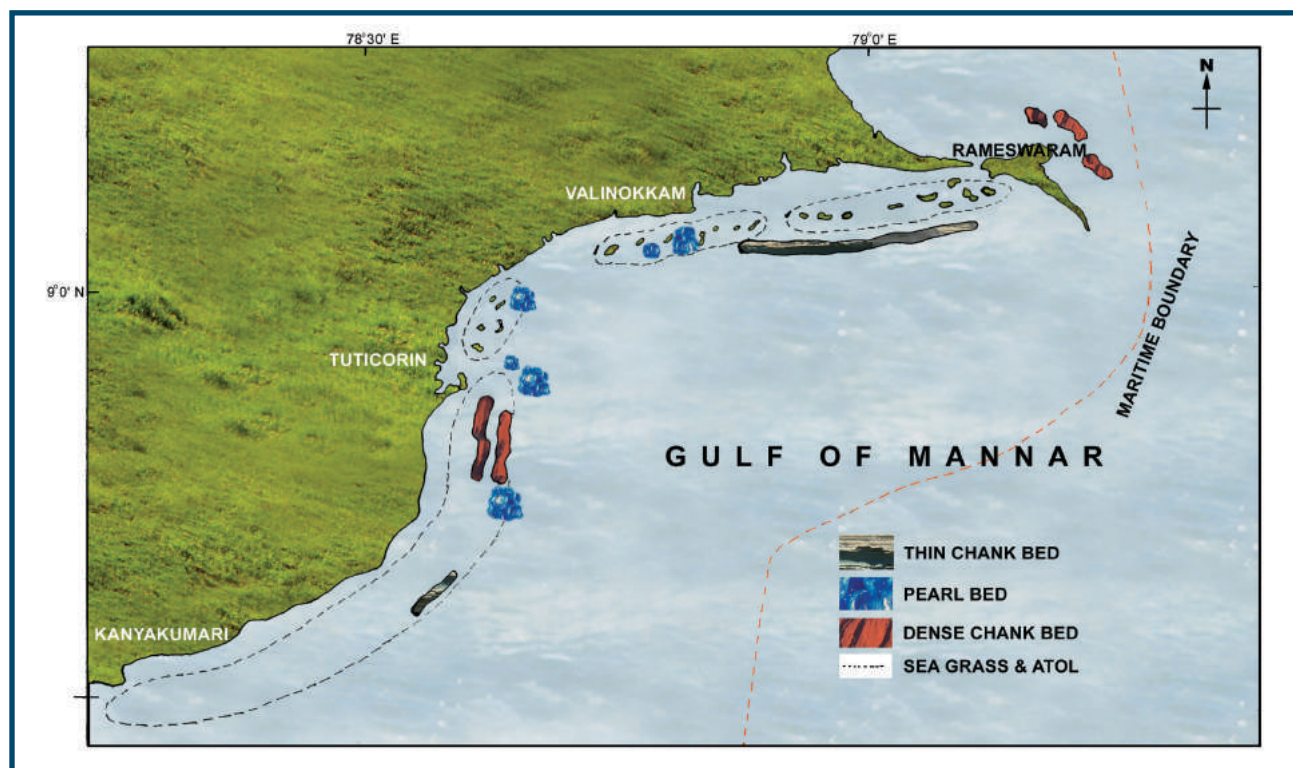 78°30' E
79°0' E
N
RAMESWARAM
VALINOKKAM
9°0' N
TUTICORIN
MARITIME BOUNDARY
GULF OF MANNAR
THIN CHANK BED
PEARL BED
DENSE CHANK BED
KANYAKUMARI
SEA GRASS & ATOL